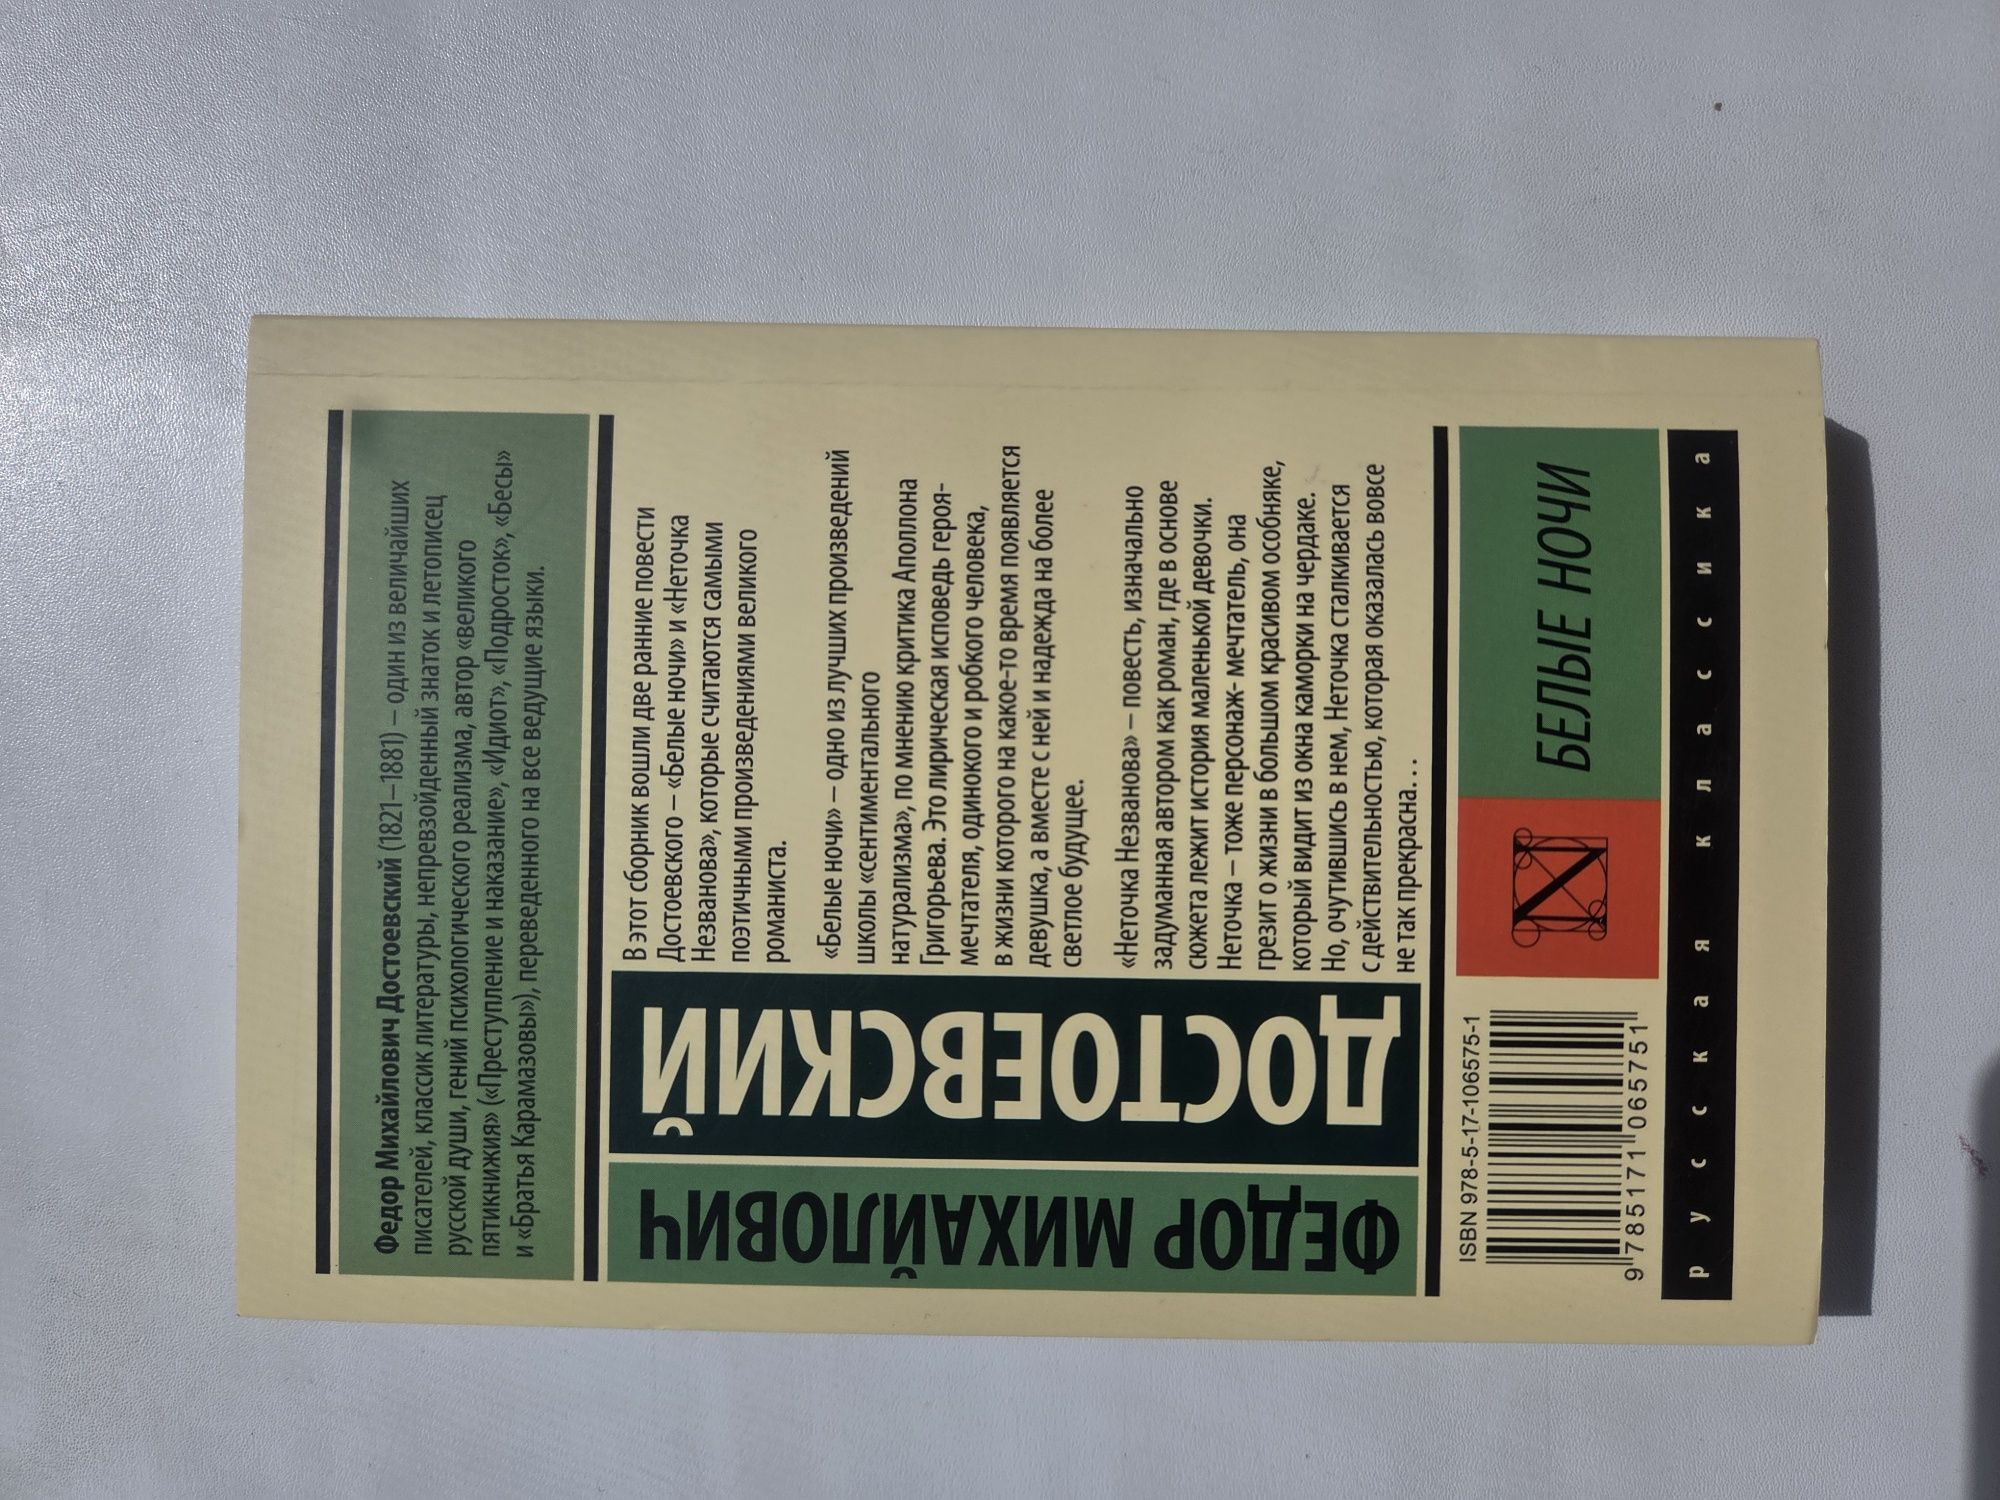 Федор Михайлович Достоевский (1821–1881) – один из величайших
писателей, классик литературы, непревзойденный знаток и летописец
русской души, гений психологического реализма, автор «великого
пятикнижия» («Преступление и наказание», «Идиот», «Подросток», «Бесы»
и «Братья Карамазовы»), переведенного на все ведущие языки.
ФЕДОР МИХАЙЛОВИЧ
ДОСТОЕВСКИЙ
В этот сборник вошли две ранние повести
Достоевского – «Белые ночи» и «Неточка
Незванова», которые считаются самыми
поэтичными произведениями великого
романиста.
«Белые ночи» – одно из лучших произведений
школы «сентиментального
натурализма», по мнению критика Аполлона
Григорьева. Это лирическая исповедь героя-
мечтателя, одинокого и робкого человека,
в жизни которого на какое-то время появляется
девушка, а вместе с ней и надежда на более
светлое будущее.
«Неточка Незванова» – повесть, изначально
задуманная автором как роман, где в основе
сюжета лежит история маленькой девочки.
Неточка – тоже персонаж- мечтатель, она
грезит о жизни в большом красивом особняке,
который видит из окна каморки на чердаке.
Но, очутившись в нем, Неточка сталкивается
с действительностью, которая оказалась вовсе
не так прекрасна…
ISBN 978-5-17-106575-1
9 785171 065751
N
БЕЛЫЕ НОЧИ
русская классика